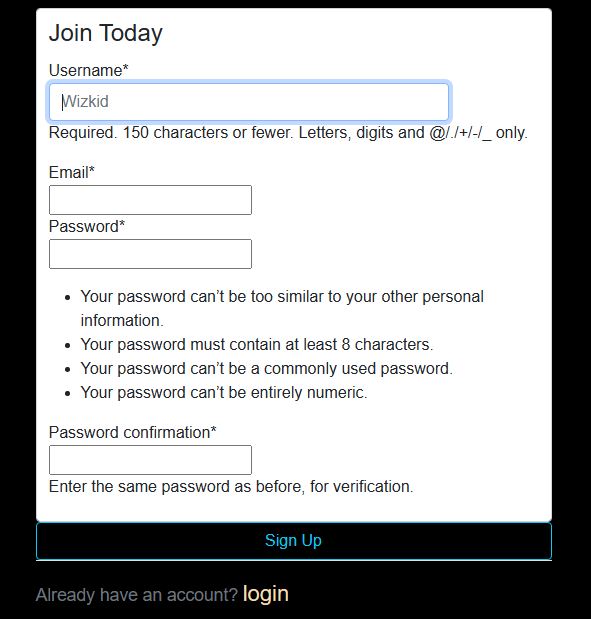 Join Today
Username*
Wizkid
Required. 150 characters or fewer. Letters, digits and @/./+/-/_ only.
Email*
Password*
• Your password can’t be too similar to your other personal
information.
• Your password must contain at least 8 characters.
• Your password can’t be a commonly used password.
• Your password can’t be entirely numeric.
Password confirmation*
Enter the same password as before, for verification.
Sign Up
Already have an account? login